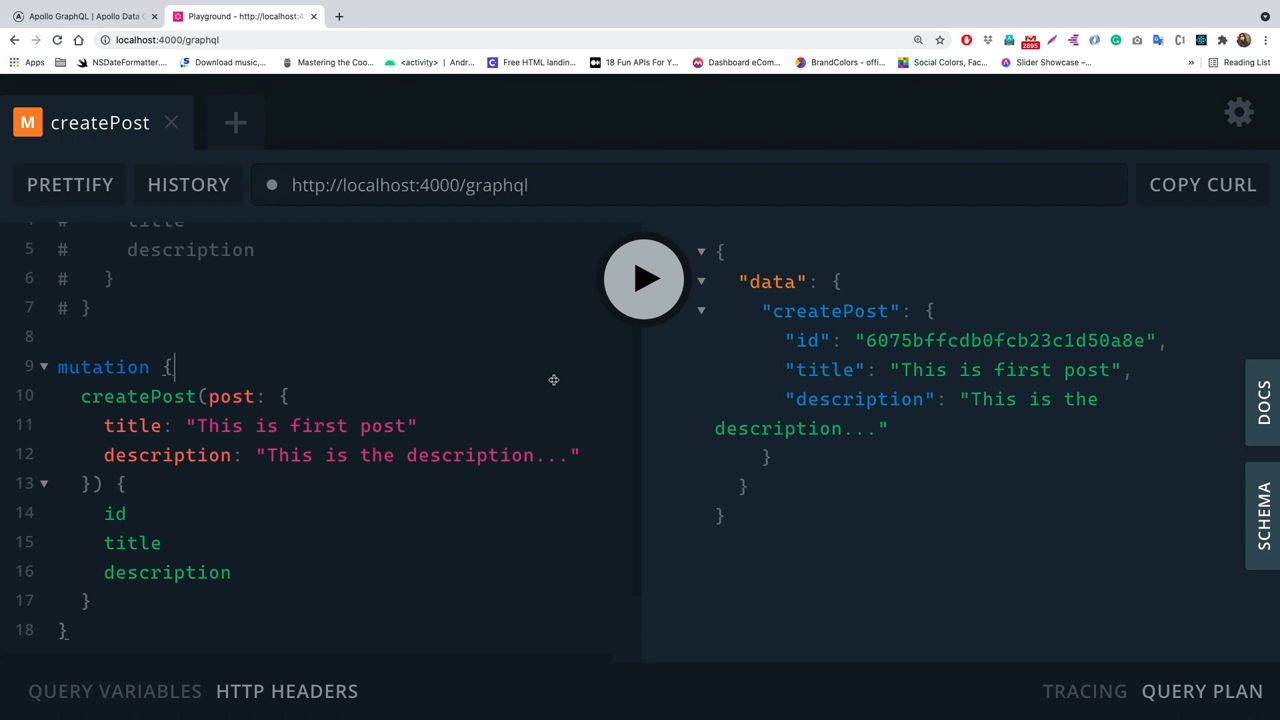 Apollo GraphQL | Apollo Data G
Playground - http://localhost:4
localhost:4000/graphql
2895
Apps
NSDateFormatter....
Download music,...
Mastering the Coo...
<activity> | Andr...
Free HTML landin...
18 Fun APIs For Y...
Dashboard eCom...
BrandColors - offi...
Social Colors, Fac...
Slider Showcase –...
»
Reading List
M createPost
PRETTIFY
HISTORY
http://localhost:4000/graphql
COPY CURL
4 # title
5 # description
6 # }
7 # }
8
9 mutation {
10 createPost(post: {
11 title: "This is first post"
12 description: "This is the description..."
13 }) {
14 id
15 title
16 description
17 }
18 }
{
"data": {
"createPost": {
"id": "6075bffcdb0fcb23c1d50a8e",
"title": "This is first post",
"description": "This is the
description..."
}
}
}
DOCS
SCHEMA
QUERY VARIABLES
HTTP HEADERS
TRACING
QUERY PLAN